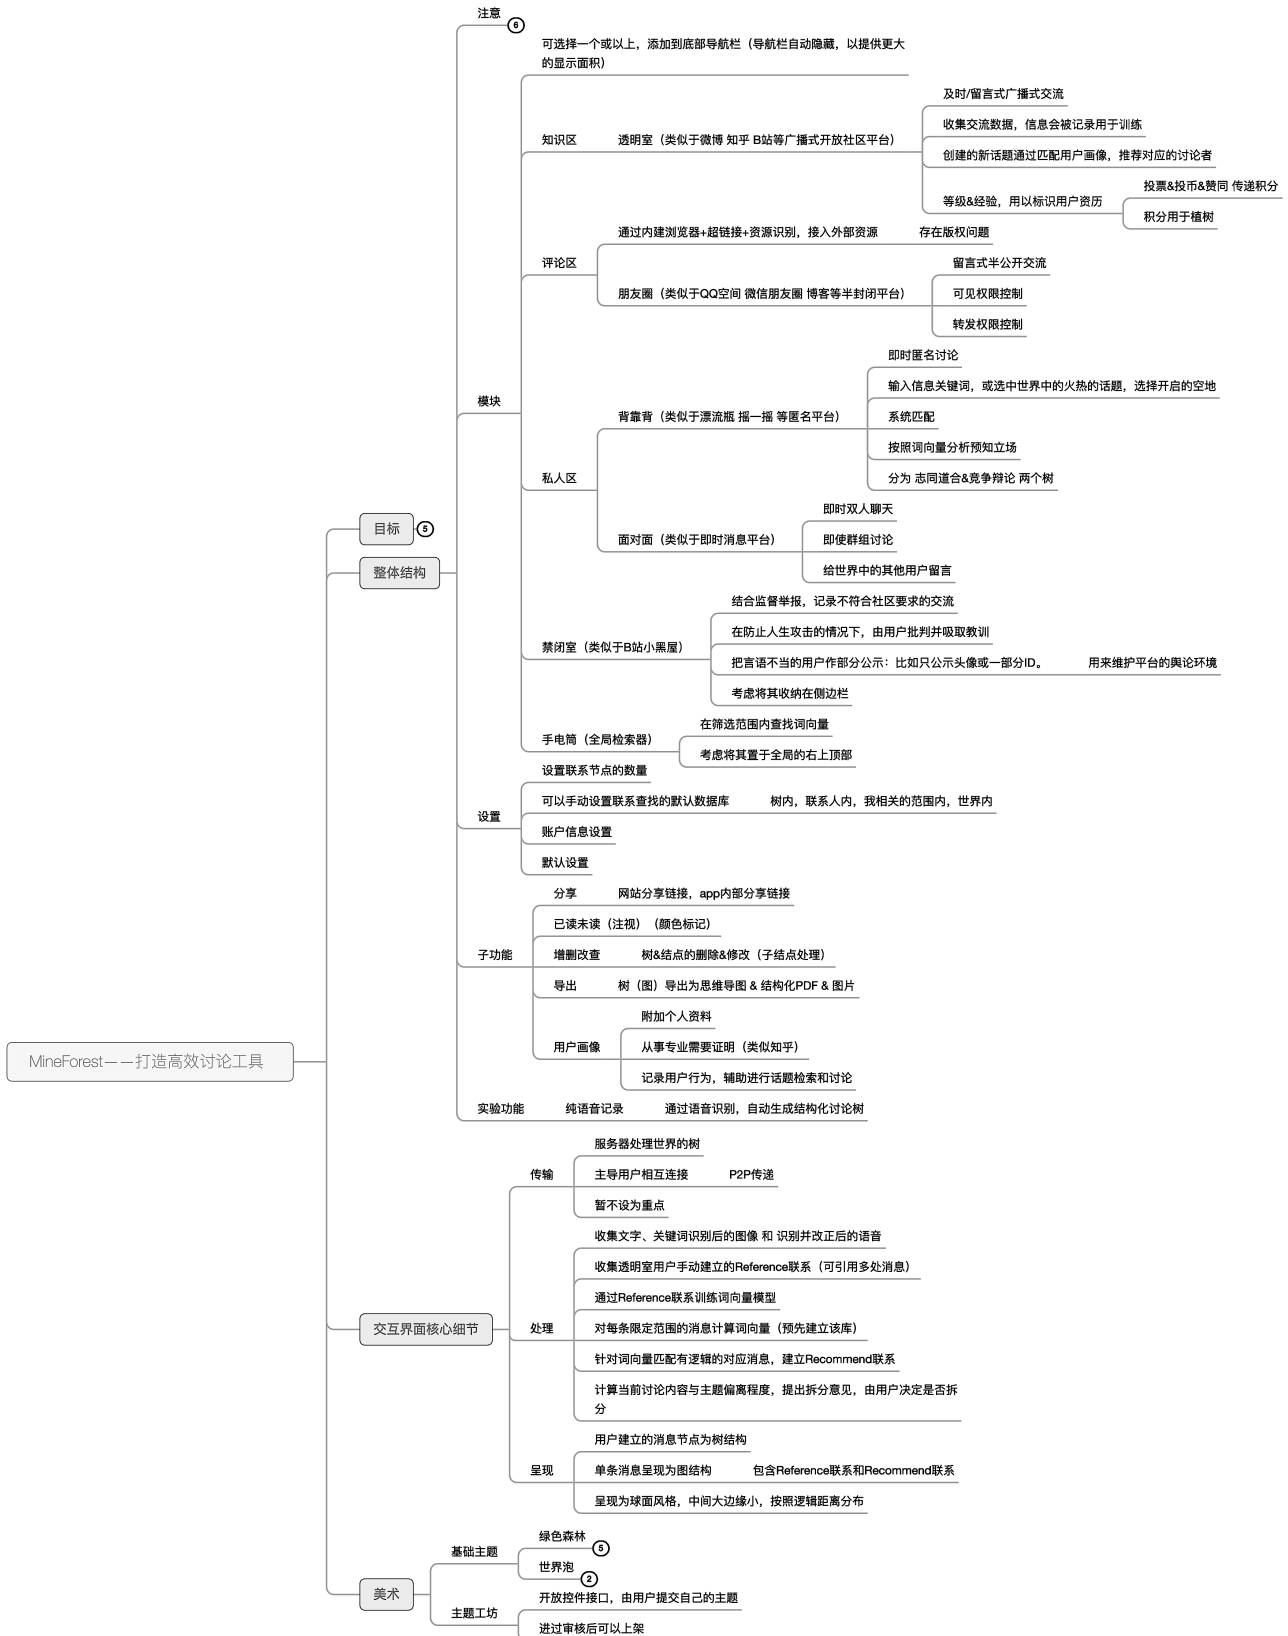 注意
6
可选择一个或以上，添加到底部导航栏（导航栏自动隐藏，以提供更大
的显示面积）
及时/留言式广播式交流
收集交流数据，信息会被记录用于训练
知识区
透明室（类似于微博 知乎 B站等广播式开放社区平台）
创建的新话题通过匹配用户画像，推荐对应的讨论者
投票&投币&赞同 传递积分
等级&经验，用以标识用户资历
积分用于植树
通过内建浏览器+超链接+资源识别，接入外部资源
存在版权问题
评论区
留言式半公开交流
朋友圈（类似于QQ空间 微信朋友圈 博客等半封闭平台）
可见权限控制
转发权限控制
即时匿名讨论
输入信息关键词，或选中世界中的火热的话题，选择开启的空地
模块
背靠背（类似于漂流瓶 摇一摇 等匿名平台）
系统匹配
按照词向量分析预知立场
私人区
分为 志同道合&竞争辩论 两个树
即时双人聊天
目标
5
面对面（类似于即时消息平台）
即使群组讨论
整体结构
给世界中的其他用户留言
结合监督举报，记录不符合社区要求的交流
在防止人生攻击的情况下，由用户批判并吸取教训
禁闭室（类似于B站小黑屋）
把言语不当的用户作部分公示：比如只公示头像或一部分ID。
用来维护平台的舆论环境
考虑将其收纳在侧边栏
在筛选范围内查找词向量
手电筒（全局检索器）
考虑将其置于全局的右上顶部
设置联系节点的数量
可以手动设置联系查找的默认数据库
树内，联系人内，我相关的范围内，世界内
设置
账户信息设置
默认设置
分享
网站分享链接，app内部分享链接
已读未读（注视）（颜色标记）
子功能
增删改查
树&结点的删除&修改（子结点处理）
导出
树（图）导出为思维导图 & 结构化PDF & 图片
附加个人资料
用户画像
从事专业需要证明（类似知乎）
MineForest——打造高效讨论工具
记录用户行为，辅助进行话题检索和讨论
实验功能
纯语音记录
通过语音识别，自动生成结构化讨论树
服务器处理世界的树
传输
主导用户相互连接
P2P传递
暂不设为重点
收集文字、关键词识别后的图像 和 识别并改正后的语音
收集透明室用户手动建立的Reference联系（可引用多处消息）
通过Reference联系训练词向量模型
交互界面核心细节
处理
对每条限定范围的消息计算词向量（预先建立该库）
针对词向量匹配有逻辑的对应消息，建立Recommend联系
计算当前讨论内容与主题偏离程度，提出拆分意见，由用户决定是否拆
分
用户建立的消息节点为树结构
呈现
单条消息呈现为图结构
包含Reference联系和Recommend联系
呈现为球面风格，中间大边缘小，按照逻辑距离分布
绿色森林
5
基础主题
世界泡
2
美术
开放控件接口，由用户提交自己的主题
主题工坊
进过审核后可以上架